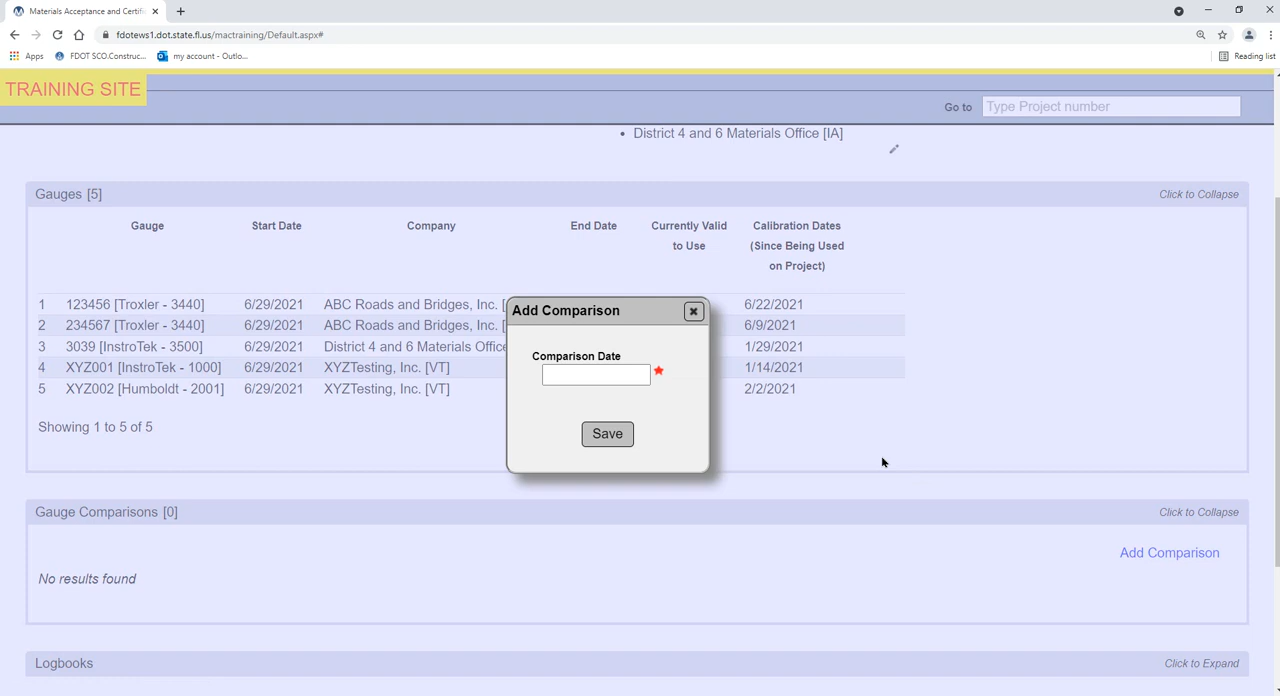 Materials Acceptance and Certifi
fdotews1.dot.state.fl.us/mactraining/Default.aspx#
Apps FDOT SCO.Construc... my account - Outlo... Reading list
TRAINING SITE
Go to Type Project number
• District 4 and 6 Materials Office [IA]
Gauges [5] Click to Collapse
Gauge Start Date Company End Date Currently Valid to Use Calibration Dates (Since Being Used on Project)
1 123456 [Troxler - 3440] 6/29/2021 ABC Roads and Bridges, Inc. [ 6/22/2021
2 234567 [Troxler - 3440] 6/29/2021 ABC Roads and Bridges, Inc. [ 6/9/2021
3 3039 [InstroTek - 3500] 6/29/2021 District 4 and 6 Materials Office 1/29/2021
4 XYZ001 [InstroTek - 1000] 6/29/2021 XYZTesting, Inc. [VT] 1/14/2021
5 XYZ002 [Humboldt - 2001] 6/29/2021 XYZTesting, Inc. [VT] 2/2/2021
Showing 1 to 5 of 5
Add Comparison
Comparison Date
Save
Gauge Comparisons [0] Click to Collapse
Add Comparison
No results found
Logbooks Click to Expand